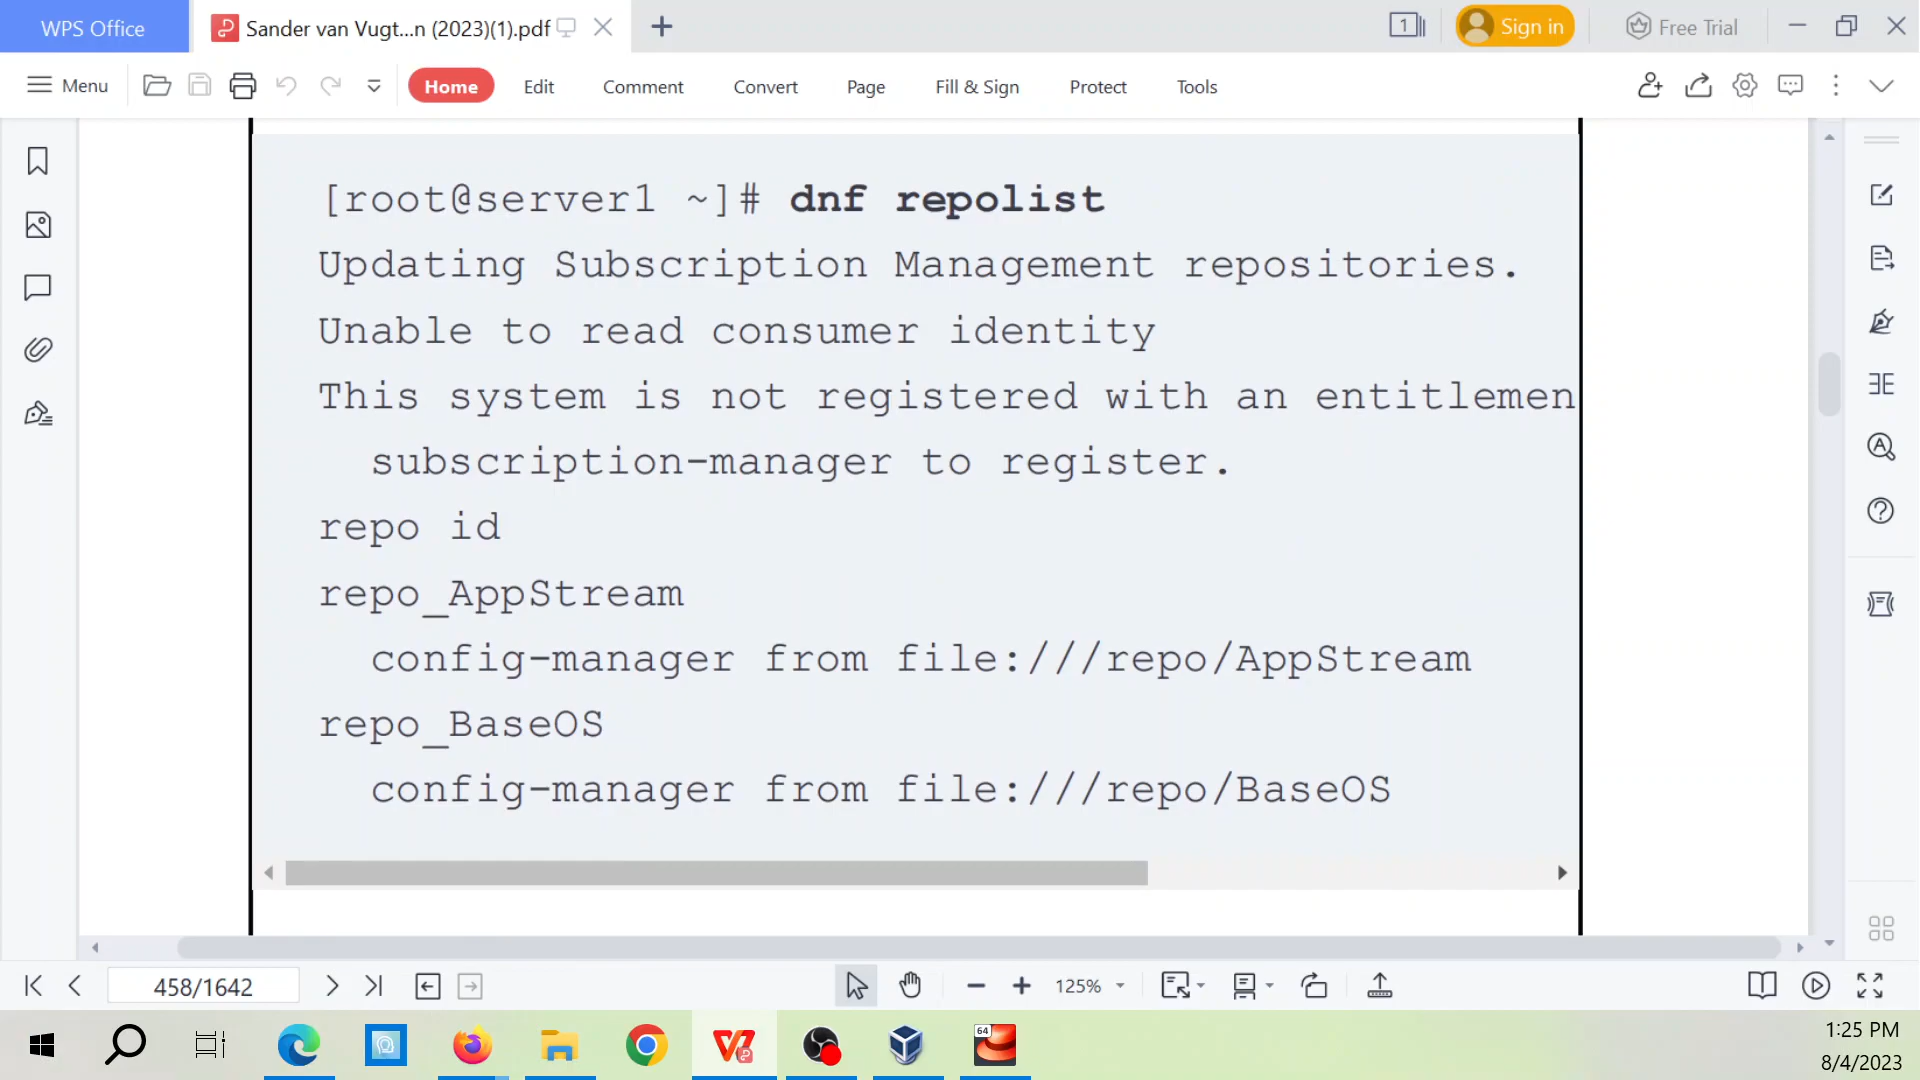 WPS Office
Sander van Vugt...n (2023)(1).pdf
1
Sign in
Free Trial
Menu
Home
Edit
Comment
Convert
Page
Fill & Sign
Protect
Tools
[root@server1 ~]# dnf repolist
Updating Subscription Management repositories.
Unable to read consumer identity
This system is not registered with an entitlemen
subscription-manager to register.
repo id
repo_AppStream
config-manager from file:///repo/AppStream
repo_BaseOS
config-manager from file:///repo/BaseOS
458/1642
125%
64
1:25 PM
8/4/2023